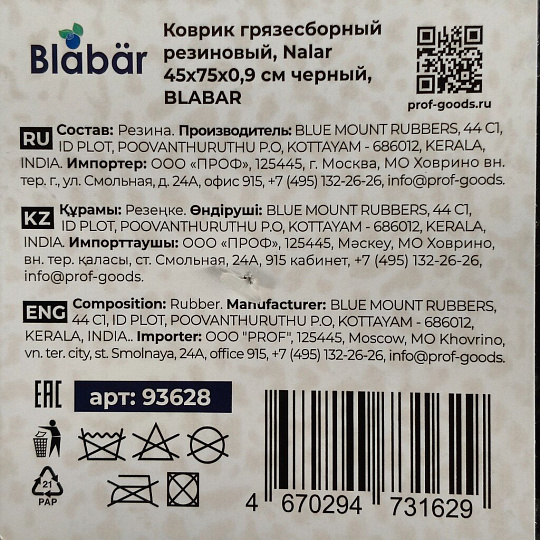 Blåbär
Коврик грязесборный
резиновый, Nalar
45x75x0,9 см черный,
BLABAR
prof-goods.ru
RU Состав: Резина. Производитель: BLUE MOUNT RUBBERS, 44 C1,
ID PLOT, POOVANTHURUTHU P.O, KOTTAYAM - 686012, KERALA,
INDIA. Импортер: ООО «ПРОФ», 125445, г. Москва, МО Ховрино вн.
тер. г., ул. Смольная, д. 24А, офис 915, +7 (495) 132-26-26, info@prof-goods.
KZ Құрамы: Резеңке. Өндіруші: BLUE MOUNT RUBBERS, 44 C1,
ID PLOT, POOVANTHURUTHU P.O, KOTTAYAM - 686012, KERALA,
INDIA. Импорттаушы: ООО «ПРОФ», 125445, Мәскеу, МО Ховрино,
вн. тер. қаласы, ст. Смольная, 24А, 915 кабинет, +7 (495) 132-26-26,
info@prof-goods.
ENG Composition: Rubber. Manufacturer: BLUE MOUNT RUBBERS,
44 C1, ID PLOT, POOVANTHURUTHU P.O, KOTTAYAM - 686012,
KERALA, INDIA.. Importer: OOO "PROF", 125445, Moscow, MO Khovrino,
vn. ter. city, st. Smolnaya, 24A, office 915, +7 (495) 132-26-26, info@prof-goods.
EAC арт: 93628
21
PAP
4 670294 731629